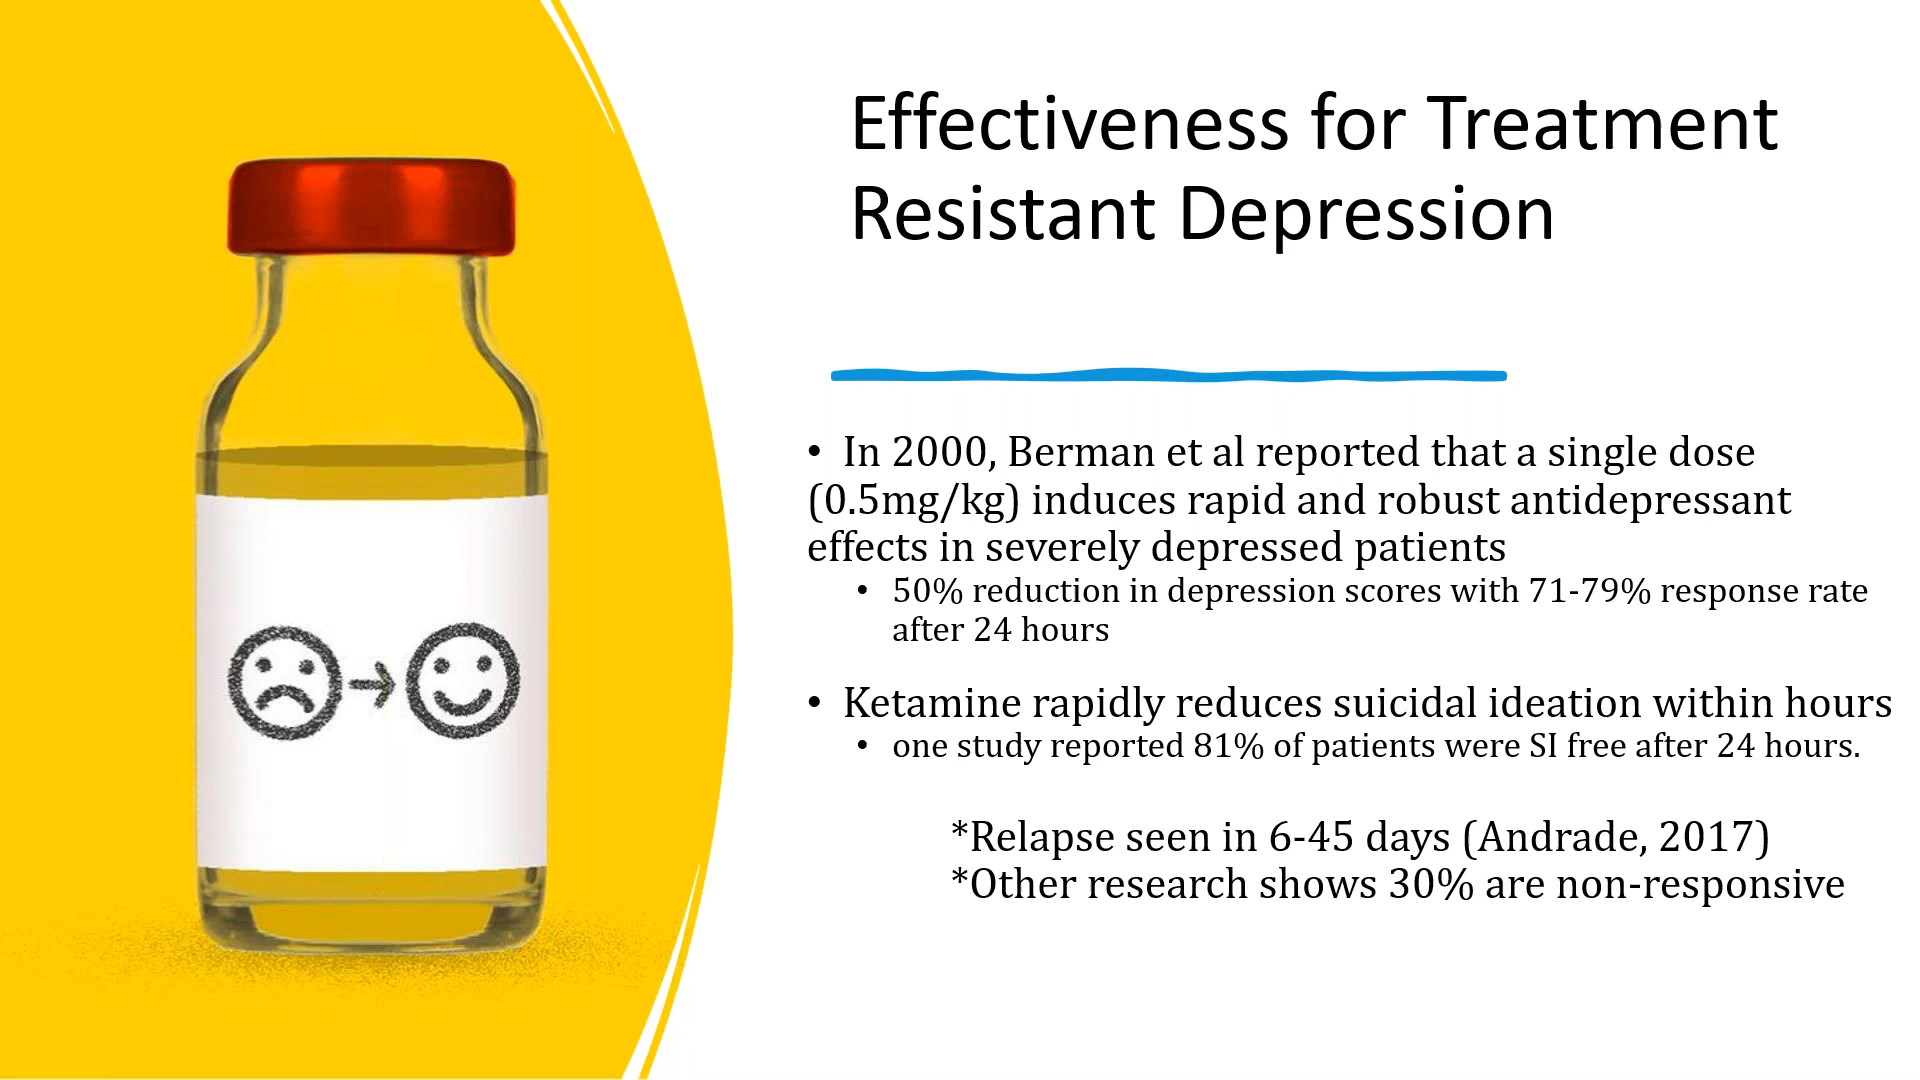 Effectiveness for Treatment
Resistant Depression
• In 2000, Berman et al reported that a single dose
(0.5mg/kg) induces rapid and robust antidepressant
effects in severely depressed patients
• 50% reduction in depression scores with 71-79% response rate
after 24 hours
• Ketamine rapidly reduces suicidal ideation within hours
• one study reported 81% of patients were SI free after 24 hours.
*Relapse seen in 6-45 days (Andrade, 2017)
*Other research shows 30% are non-responsive